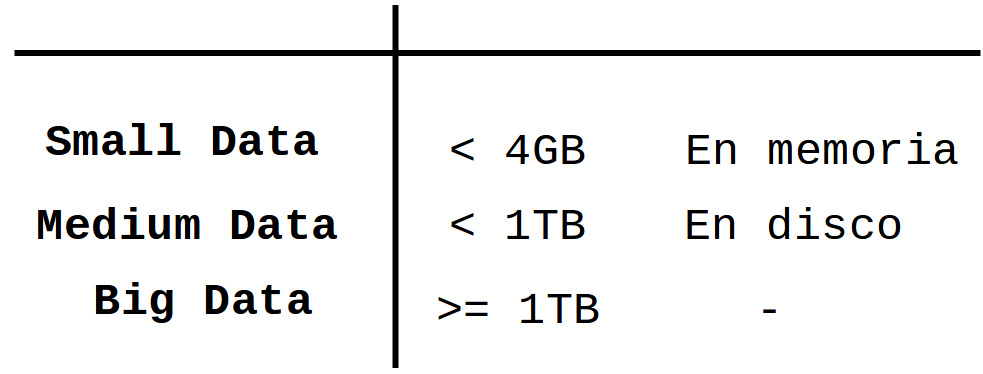 Small Data < 4GB En memoria
Medium Data < 1TB En disco
Big Data >= 1TB -